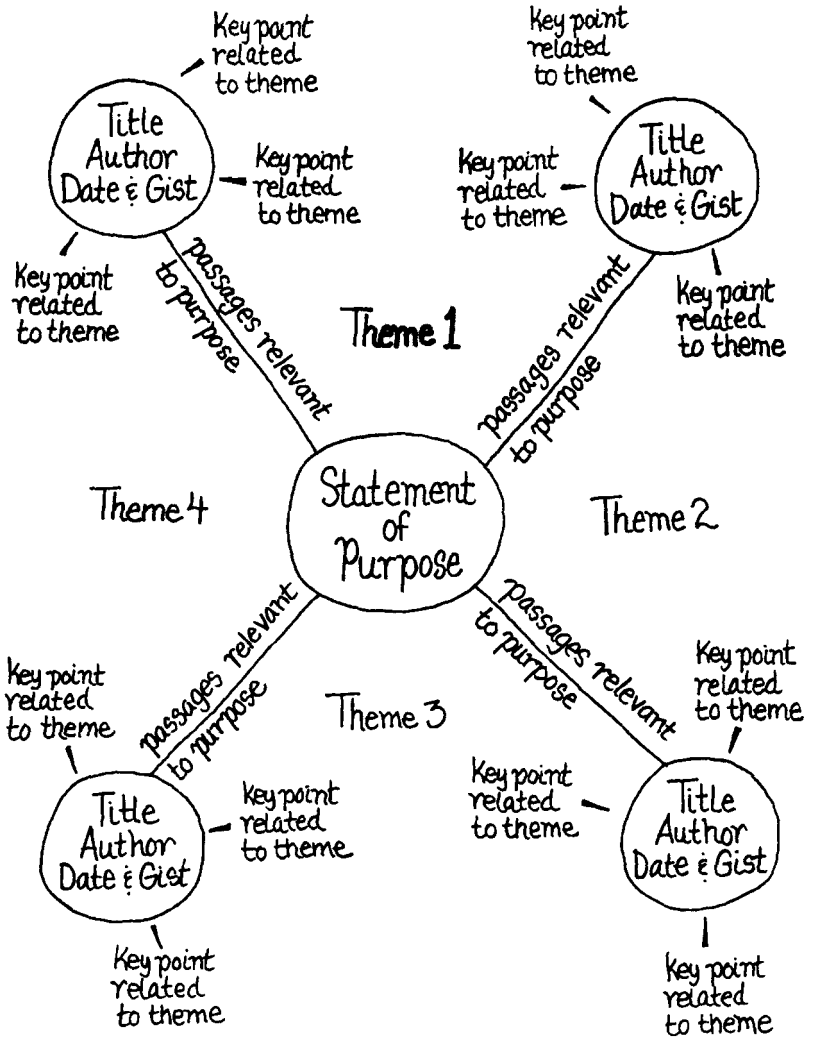 Key point
related
to theme
Key point
related
to theme
Title
Author
Date & Gist
Title
Author
Date & Gist
Key point
related
to theme
Key point
related
to theme
Key point
related
to theme
Key point
related
to theme
passages relevant
to purpose
passages relevant
to purpose
Theme 1
Statement
of
Purpose
Theme 4
Theme 2
passages relevant
to purpose
passages relevant
to purpose
Theme 3
Key point
related
to theme
Key point
related
to theme
Title
Author
Date & Gist
Key point
related
to theme
Key point
related
to theme
Title
Author
Date & Gist
Key point
related
to theme
Key point
related
to theme